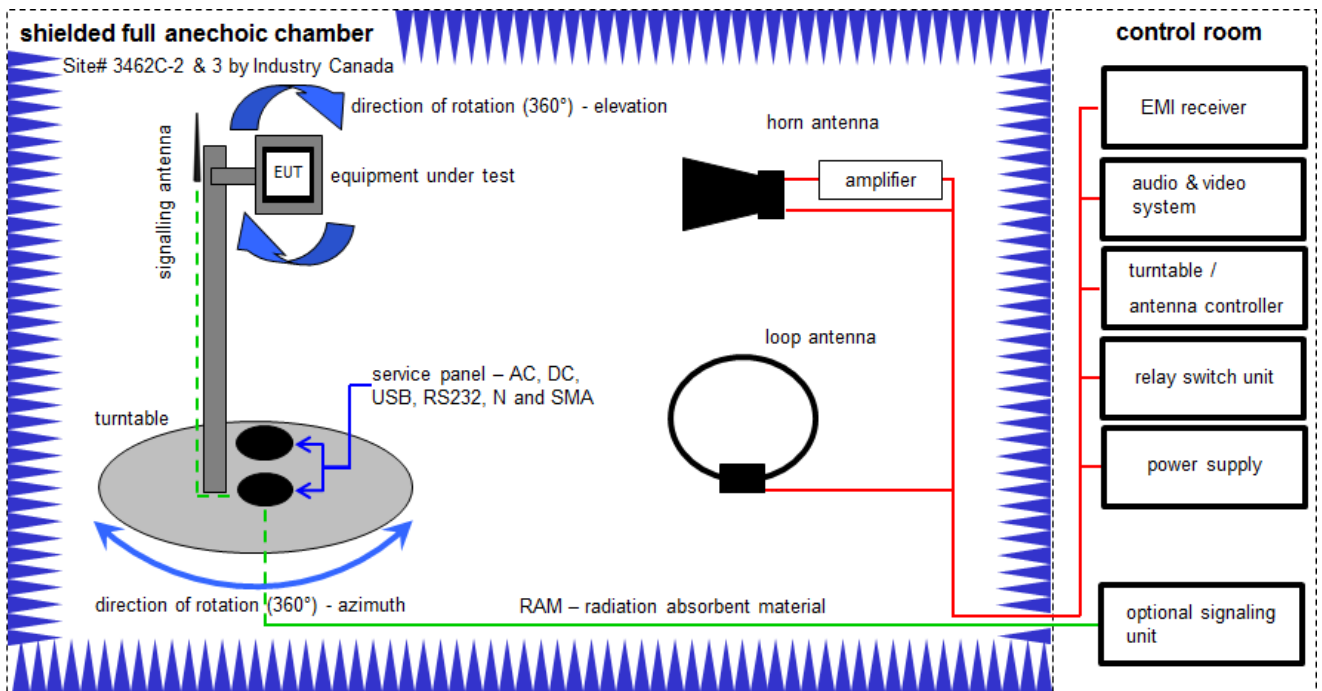 shielded full anechoic chamber
Site# 3462C-2 & 3 by Industry Canada
direction of rotation (360°) - elevation
signalling antenna
EUT
equipment under test
horn antenna
amplifier
loop antenna
service panel – AC, DC,
USB, RS232, N and SMA
turntable
direction of rotation (360°) - azimuth
RAM – radiation absorbent material
control room
EMI receiver
audio & video
system
turntable /
antenna controller
relay switch unit
power supply
optional signaling
unit